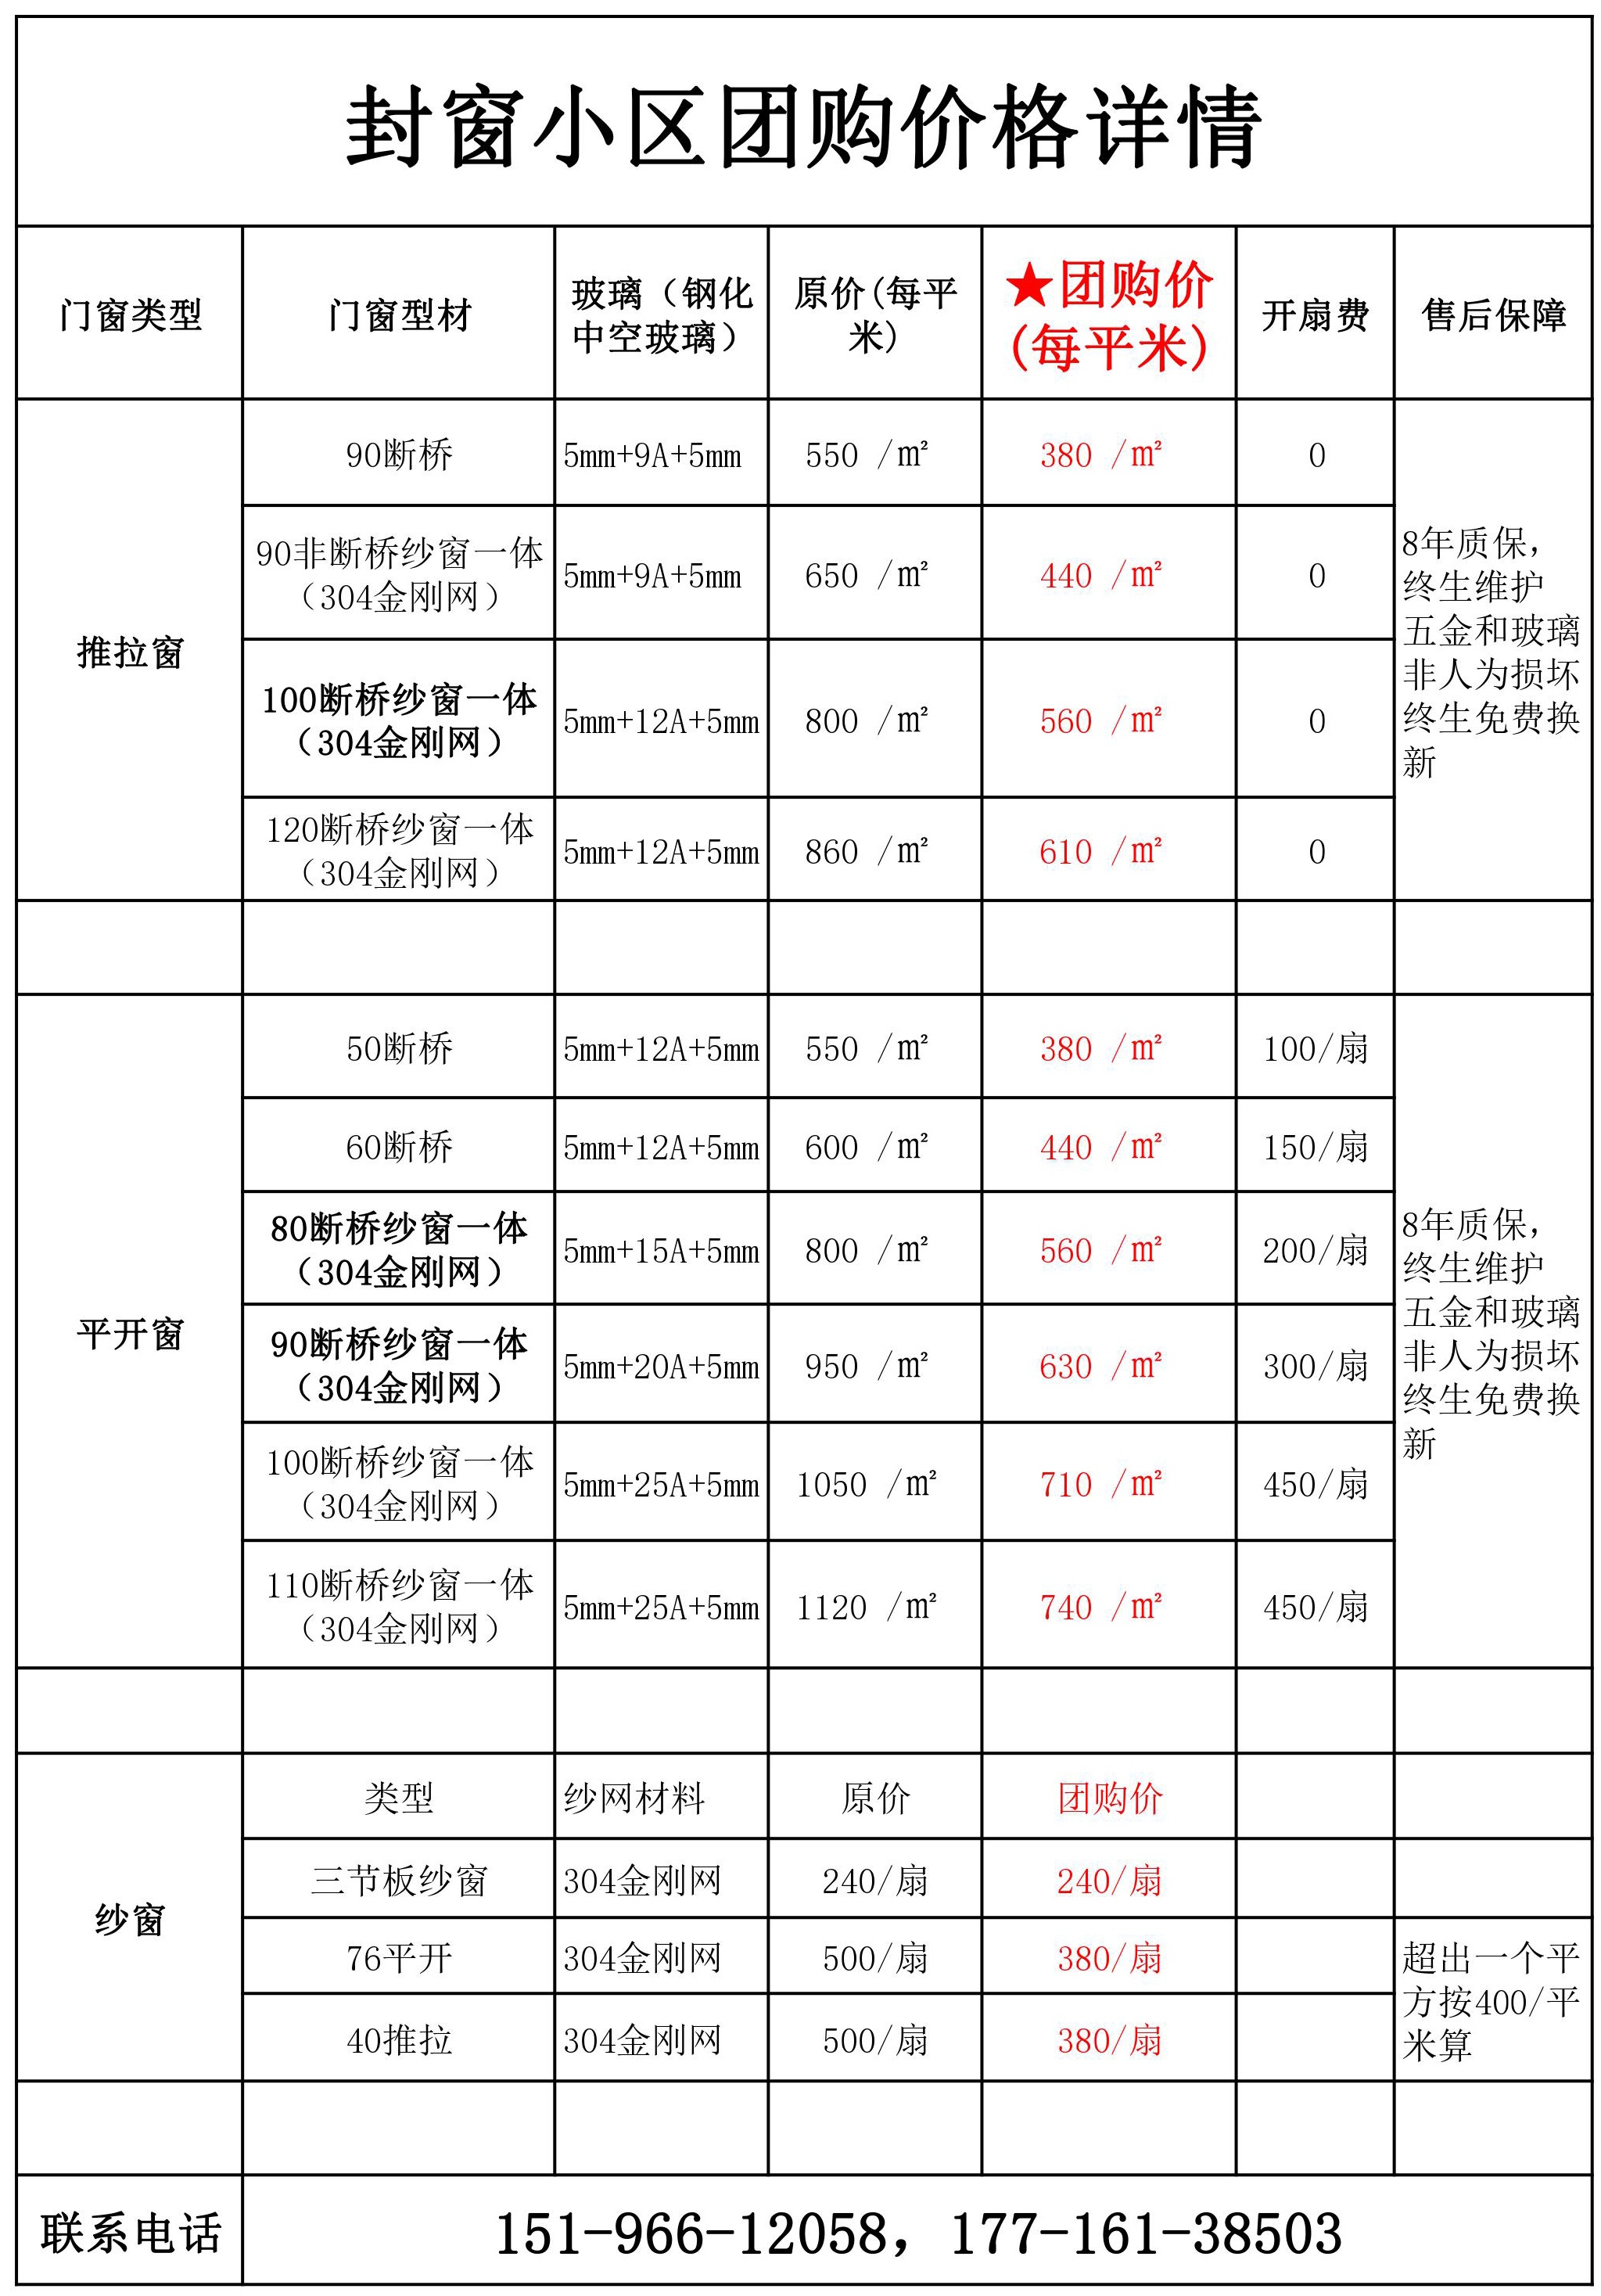 封窗小区团购价格详情
门窗类型
门窗型材
玻璃（钢化
中空玻璃）
原价(每平
米)
★团购价
(每平米)
开扇费
售后保障
推拉窗
90断桥
5mm+9A+5mm
550 /㎡
380 /㎡
0
90非断桥纱窗一体
（304金刚网）
5mm+9A+5mm
650 /㎡
440 /㎡
0
100断桥纱窗一体
（304金刚网）
5mm+12A+5mm
800 /㎡
560 /㎡
0
120断桥纱窗一体
（304金刚网）
5mm+12A+5mm
860 /㎡
610 /㎡
0
8年质保，
终生维护
五金和玻璃
非人为损坏
终生免费换
新
平开窗
50断桥
5mm+12A+5mm
550 /㎡
380 /㎡
100/扇
60断桥
5mm+12A+5mm
600 /㎡
440 /㎡
150/扇
80断桥纱窗一体
（304金刚网）
5mm+15A+5mm
800 /㎡
560 /㎡
200/扇
90断桥纱窗一体
（304金刚网）
5mm+20A+5mm
950 /㎡
630 /㎡
300/扇
100断桥纱窗一体
（304金刚网）
5mm+25A+5mm
1050 /㎡
710 /㎡
450/扇
110断桥纱窗一体
（304金刚网）
5mm+25A+5mm
1120 /㎡
740 /㎡
450/扇
8年质保，
终生维护
五金和玻璃
非人为损坏
终生免费换
新
纱窗
类型
纱网材料
原价
团购价
三节板纱窗
304金刚网
240/扇
240/扇
76平开
304金刚网
500/扇
380/扇
40推拉
304金刚网
500/扇
380/扇
超出一个平
方按400/平
米算
联系电话
151-966-12058，177-161-38503